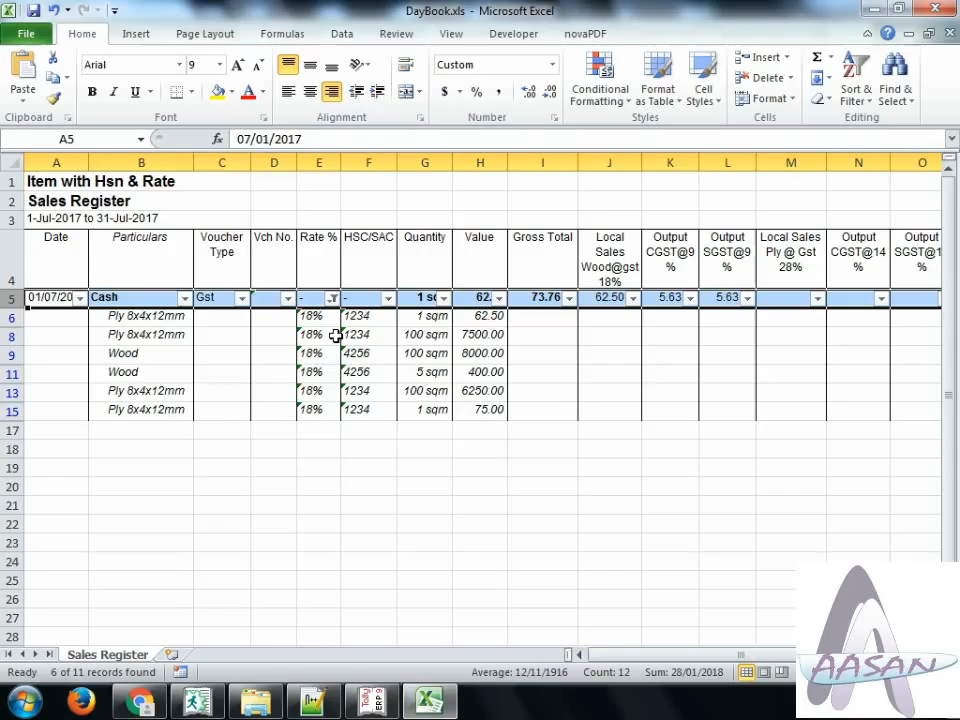 DayBook.xls - Microsoft Excel
File Home Insert Page Layout Formulas Data Review View Developer novaPDF
Paste Arial 9 Custom Conditional Formatting Format as Table Cell Styles Insert Delete Format Sort & Filter Find & Select
Clipboard Font Alignment Number Styles Cells Editing
A5 fx 07/01/2017
A B C D E F G H I J K L M N O
1 Item with Hsn & Rate
2 Sales Register
3 1-Jul-2017 to 31-Jul-2017
Date Particulars Voucher Vch No. Rate % HSC/SAC Quantity Value Gross Total Local Output Output Local Sales Output Output
Type Sales CGST@9 SGST@9 Ply @ Gst CGST@14 SGST@1
Wood@gst % % 28% % %
4 18%
5 01/07/20 Cash Gst - - 1 sq 62. 73.76 62.50 5.63 5.63
6 Ply 8x4x12mm 18% 1234 1 sqm 62.50
8 Ply 8x4x12mm 18% 1234 100 sqm 7500.00
9 Wood 18% 4256 100 sqm 8000.00
11 Wood 18% 4256 5 sqm 400.00
13 Ply 8x4x12mm 18% 1234 100 sqm 6250.00
15 Ply 8x4x12mm 18% 1234 1 sqm 75.00
17
18
19
20
21
22
23
24
25
26
27
28
Sales Register
Ready 6 of 11 records found Average: 12/11/1916 Count: 12 Sum: 28/01/2018
AASAN